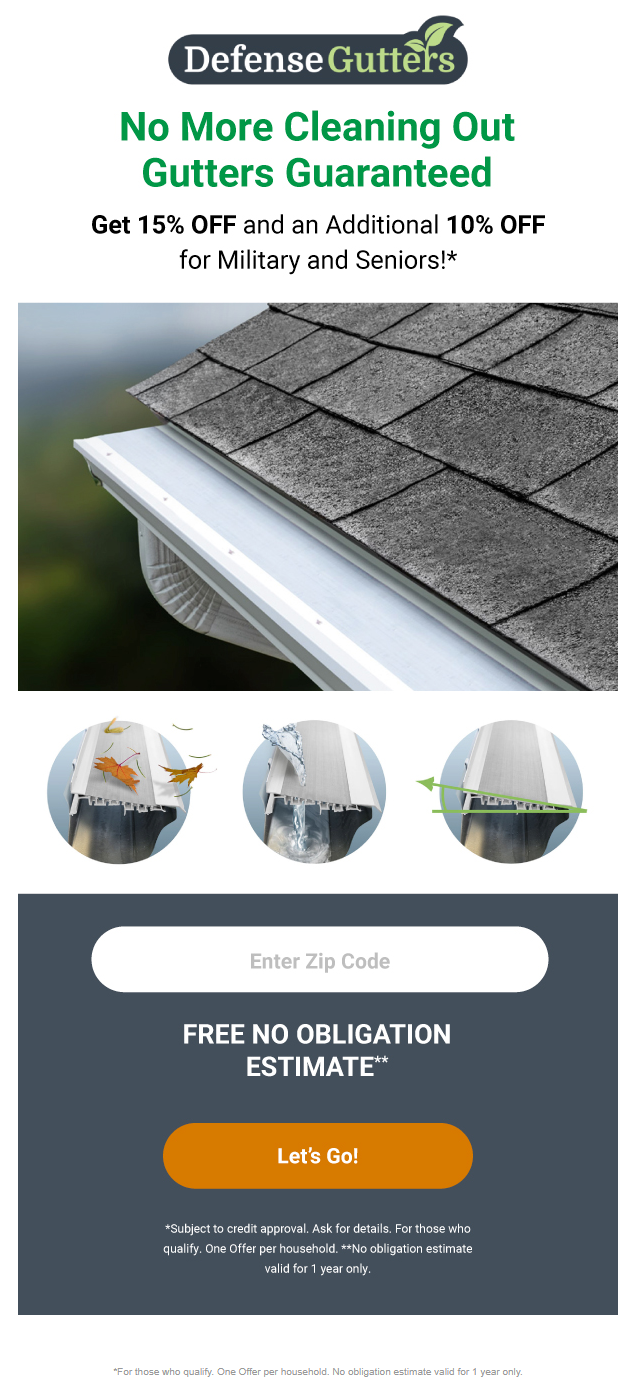 Defense Gutters
No More Cleaning Out
Gutters Guaranteed
Get 15% OFF and an Additional 10% OFF
for Military and Seniors!*
Enter Zip Code
FREE NO OBLIGATION
ESTIMATE**
Let's Go!
*Subject to credit approval. Ask for details. For those who
qualify. One Offer per household. **No obligation estimate
valid for 1 year only.
*For those who qualify. One Offer per household. No obligation estimate valid for 1 year only.